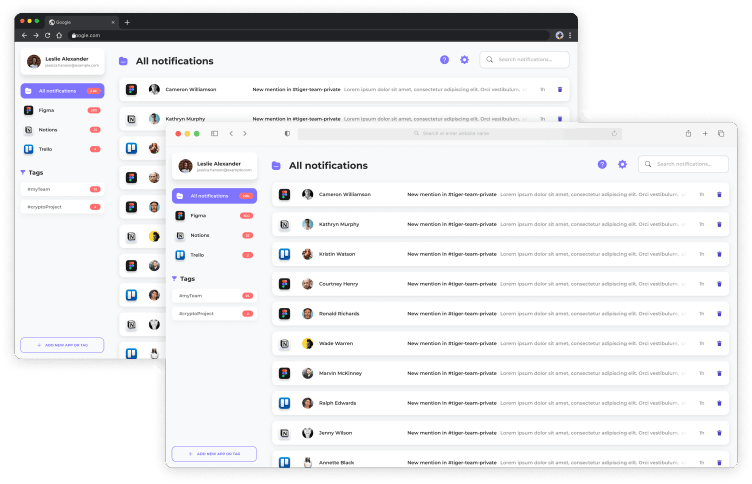 Google
google.com
Leslie Alexander
jessica.hanson@example.com
All notifications
Search notifications...
All notifications
Figma
Notions
Trello
Tags
#myTeam
#cryptoProject
ADD NEW APP OR TAG
Cameron Williamson New mention in #tiger-team-private Lorem ipsum dolor sit amet, consectetur adipiscing elit. Orci vestibulum, 1h
Kathryn Murphy New mention in #tiger-team-private Lorem ipsum dolor sit amet, consectetur adipiscing elit. Orci vestibulum, 1h
Search or enter website name
Leslie Alexander
jessica.hanson@example.com
All notifications
Search notifications...
All notifications
Figma
Notions
Trello
Tags
#myTeam
#cryptoProject
ADD NEW APP OR TAG
Cameron Williamson New mention in #tiger-team-private Lorem ipsum dolor sit amet, consectetur adipiscing elit. Orci vestibulum, 1h
Kathryn Murphy New mention in #tiger-team-private Lorem ipsum dolor sit amet, consectetur adipiscing elit. Orci vestibulum, 1h
Kristin Watson New mention in #tiger-team-private Lorem ipsum dolor sit amet, consectetur adipiscing elit. Orci vestibulum, 1h
Courtney Henry New mention in #tiger-team-private Lorem ipsum dolor sit amet, consectetur adipiscing elit. Orci vestibulum, 1h
Ronald Richards New mention in #tiger-team-private Lorem ipsum dolor sit amet, consectetur adipiscing elit. Orci vestibulum, 1h
Wade Warren New mention in #tiger-team-private Lorem ipsum dolor sit amet, consectetur adipiscing elit. Orci vestibulum, 1h
Marvin McKinney New mention in #tiger-team-private Lorem ipsum dolor sit amet, consectetur adipiscing elit. Orci vestibulum, 1h
Ralph Edwards New mention in #tiger-team-private Lorem ipsum dolor sit amet, consectetur adipiscing elit. Orci vestibulum, 1h
Jenny Wilson New mention in #tiger-team-private Lorem ipsum dolor sit amet, consectetur adipiscing elit. Orci vestibulum, 1h
Annette Black New mention in #tiger-team-private Lorem ipsum dolor sit amet, consectetur adipiscing elit. Orci vestibulum, 1h